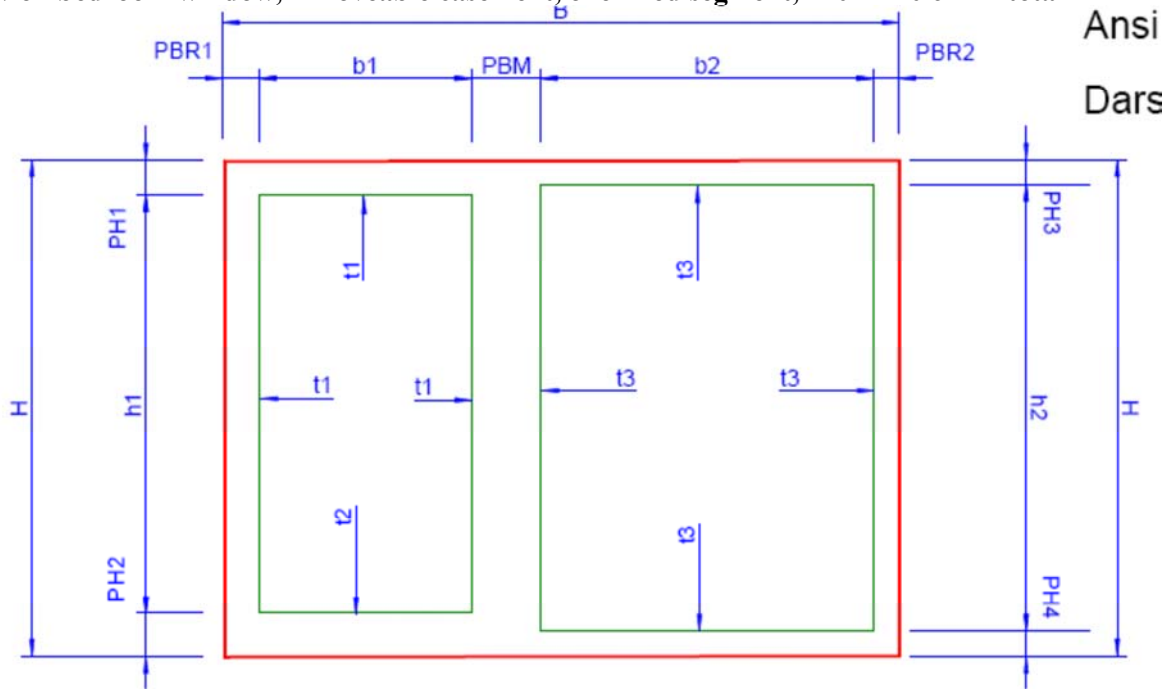 B
Ansi
PBR1
b1
PBM
b2
PBR2
Dars
PH1
PH3
t1
t3
H
h1
t1
t1
t3
t3
h2
H
t2
t3
PH2
PH4